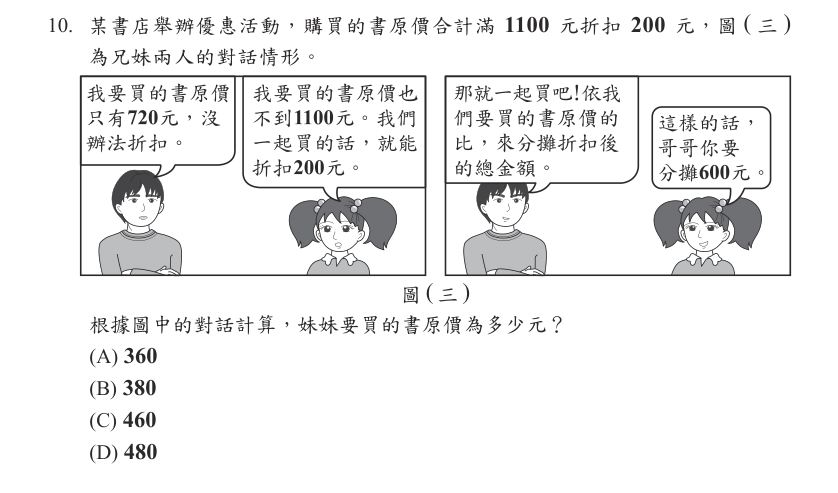 10. 某書店舉辦優惠活動，購買的書原價合計滿 1100 元折扣 200 元，圖(三)
為兄妹兩人的對話情形。
我要買的書原價
只有720元，沒
辦法折扣。
我要買的書原價也
不到1100元。我們
一起買的話，就能
折扣200元。
那就一起買吧!依我
們要買的書原價的
比，來分攤折扣後
的總金額。
這樣的話，
哥哥你要
分攤600元。
圖(三)
根據圖中的對話計算，妹妹要買的書原價為多少元？
(A) 360
(B) 380
(C) 460
(D) 480